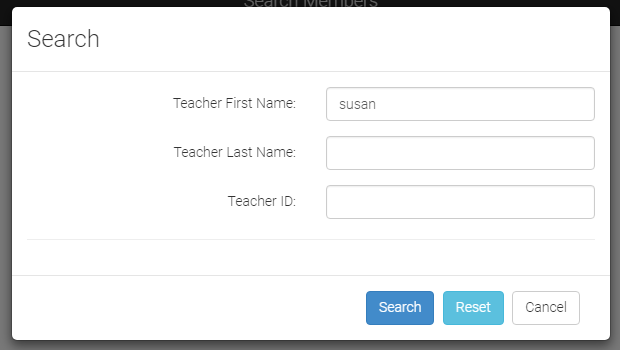 Search Members
Search
Teacher First Name: susan
Teacher Last Name:
Teacher ID:
Search Reset Cancel